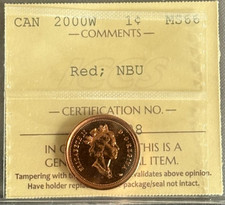 CAN 2000W 1¢ MS66
COMMENTS
Red; NBU
CERTIFICATION NO.
8
IN C THIS IS A
GEN AL ITEM.
Tampering with validates above opinion.
Have holder repla package/seal not intact.